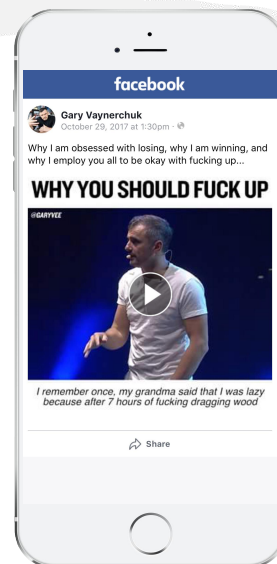 facebook
Gary Vaynerchuk
October 29, 2017 at 1:30pm ·
Why I am obsessed with losing, why I am winning, and
why I employ you all to be okay with fucking up...
WHY YOU SHOULD FUCK UP
@GARYVEE
I remember once, my grandma said that I was lazy
because after 7 hours of fucking dragging wood
Share